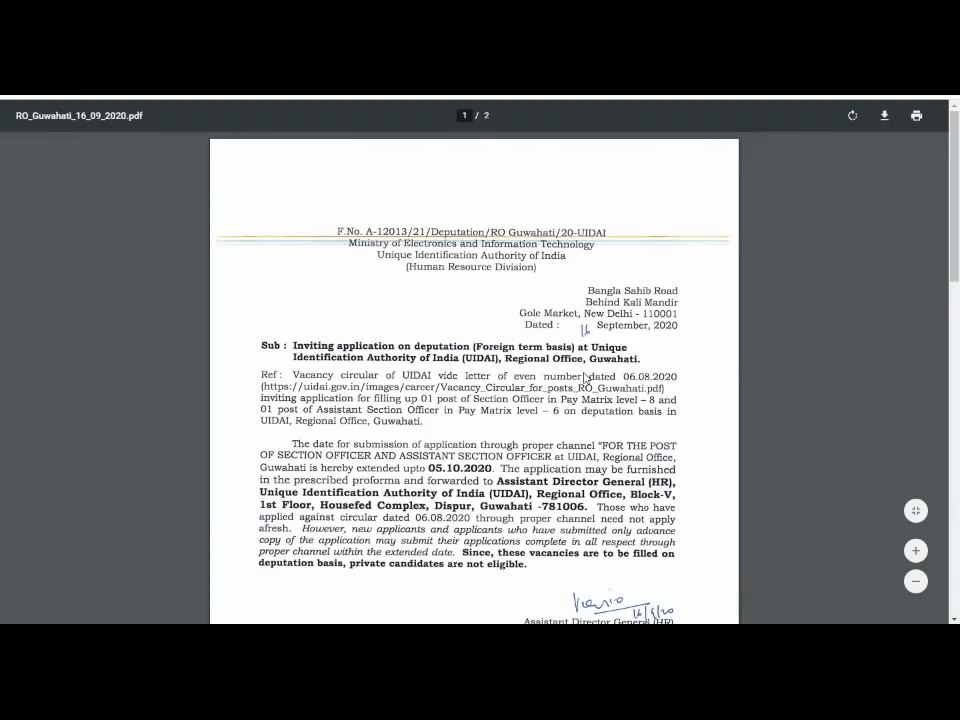 RO_Guwahati_16_09_2020.pdf
1 / 2
F.No. A-12013/21/Deputation/RO Guwahati/20-UIDAI
Ministry of Electronics and Information Technology
Unique Identification Authority of India
(Human Resource Division)
Bangla Sahib Road
Behind Kali Mandir
Gole Market, New Delhi - 110001
Dated : 16 September, 2020
Sub : Inviting application on deputation (Foreign term basis) at Unique
Identification Authority of India (UIDAI), Regional Office, Guwahati.
Ref : Vacancy circular of UIDAI vide letter of even number dated 06.08.2020
(https://uidai.gov.in/images/career/Vacancy_Circular_for_posts_RO_Guwahati.pdf)
inviting application for filling up 01 post of Section Officer in Pay Matrix level – 8 and
01 post of Assistant Section Officer in Pay Matrix level – 6 on deputation basis in
UIDAI, Regional Office, Guwahati.
The date for submission of application through proper channel "FOR THE POST
OF SECTION OFFICER AND ASSISTANT SECTION OFFICER at UIDAI, Regional Office,
Guwahati is hereby extended upto 05.10.2020. The application may be furnished
in the prescribed proforma and forwarded to Assistant Director General (HR),
Unique Identification Authority of India (UIDAI), Regional Office, Block-V,
1st Floor, Housefed Complex, Dispur, Guwahati -781006. Those who have
applied against circular dated 06.08.2020 through proper channel need not apply
afresh. However, new applicants and applicants who have submitted only advance
copy of the application may submit their applications complete in all respect through
proper channel within the extended date. Since, these vacancies are to be filled on
deputation basis, private candidates are not eligible.
16/9/20
Assistant Director General (HR)